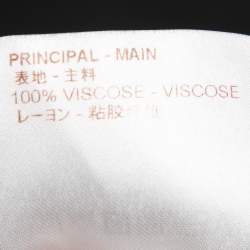 PRINCIPAL - MAIN
表地 - 主料
100% VISCOSE - VISCOSE
レーヨン - 粘胶纤维